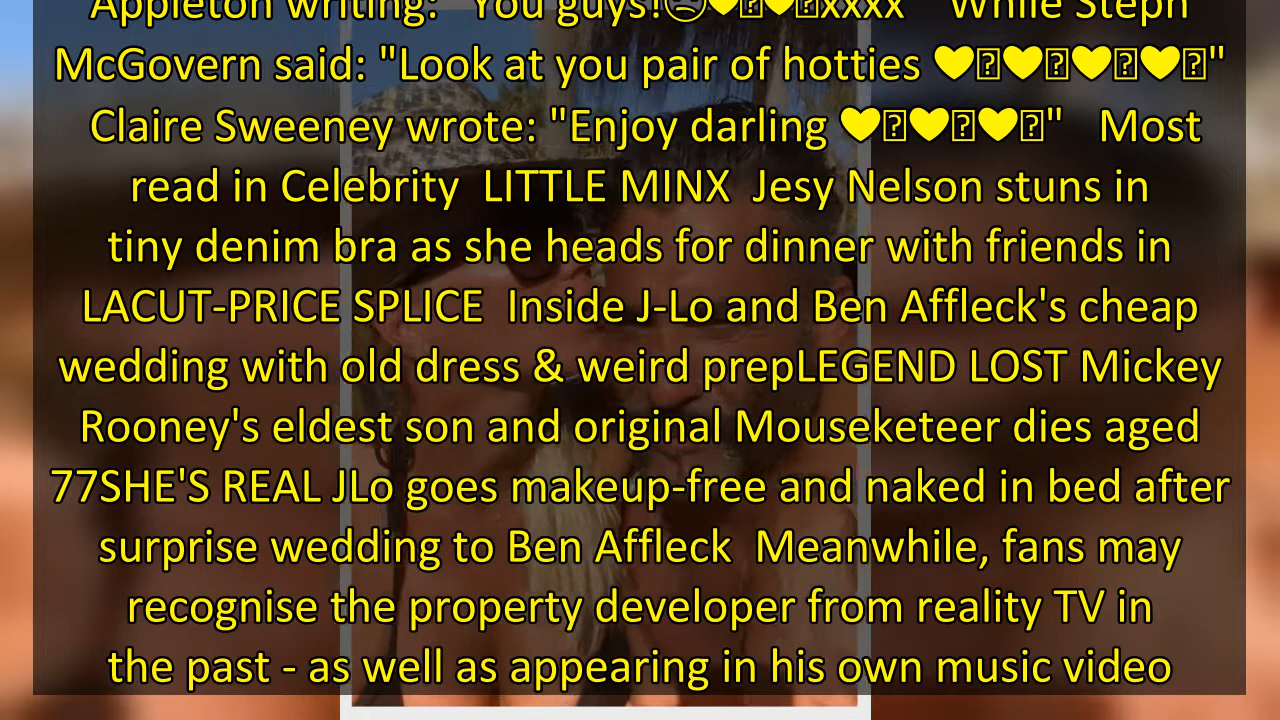 Appleton writing: "You guys!☹♥️♥️xxxx" While Steph
McGovern said: "Look at you pair of hotties ♥️♥️♥️♥️"
Claire Sweeney wrote: "Enjoy darling ♥️♥️♥️" Most
read in Celebrity LITTLE MINX Jesy Nelson stuns in
tiny denim bra as she heads for dinner with friends in
LACUT-PRICE SPLICE Inside J-Lo and Ben Affleck's cheap
wedding with old dress & weird prepLEGEND LOST Mickey
Rooney's eldest son and original Mouseketeer dies aged
77SHE'S REAL JLo goes makeup-free and naked in bed after
surprise wedding to Ben Affleck Meanwhile, fans may
recognise the property developer from reality TV in
the past - as well as appearing in his own music video